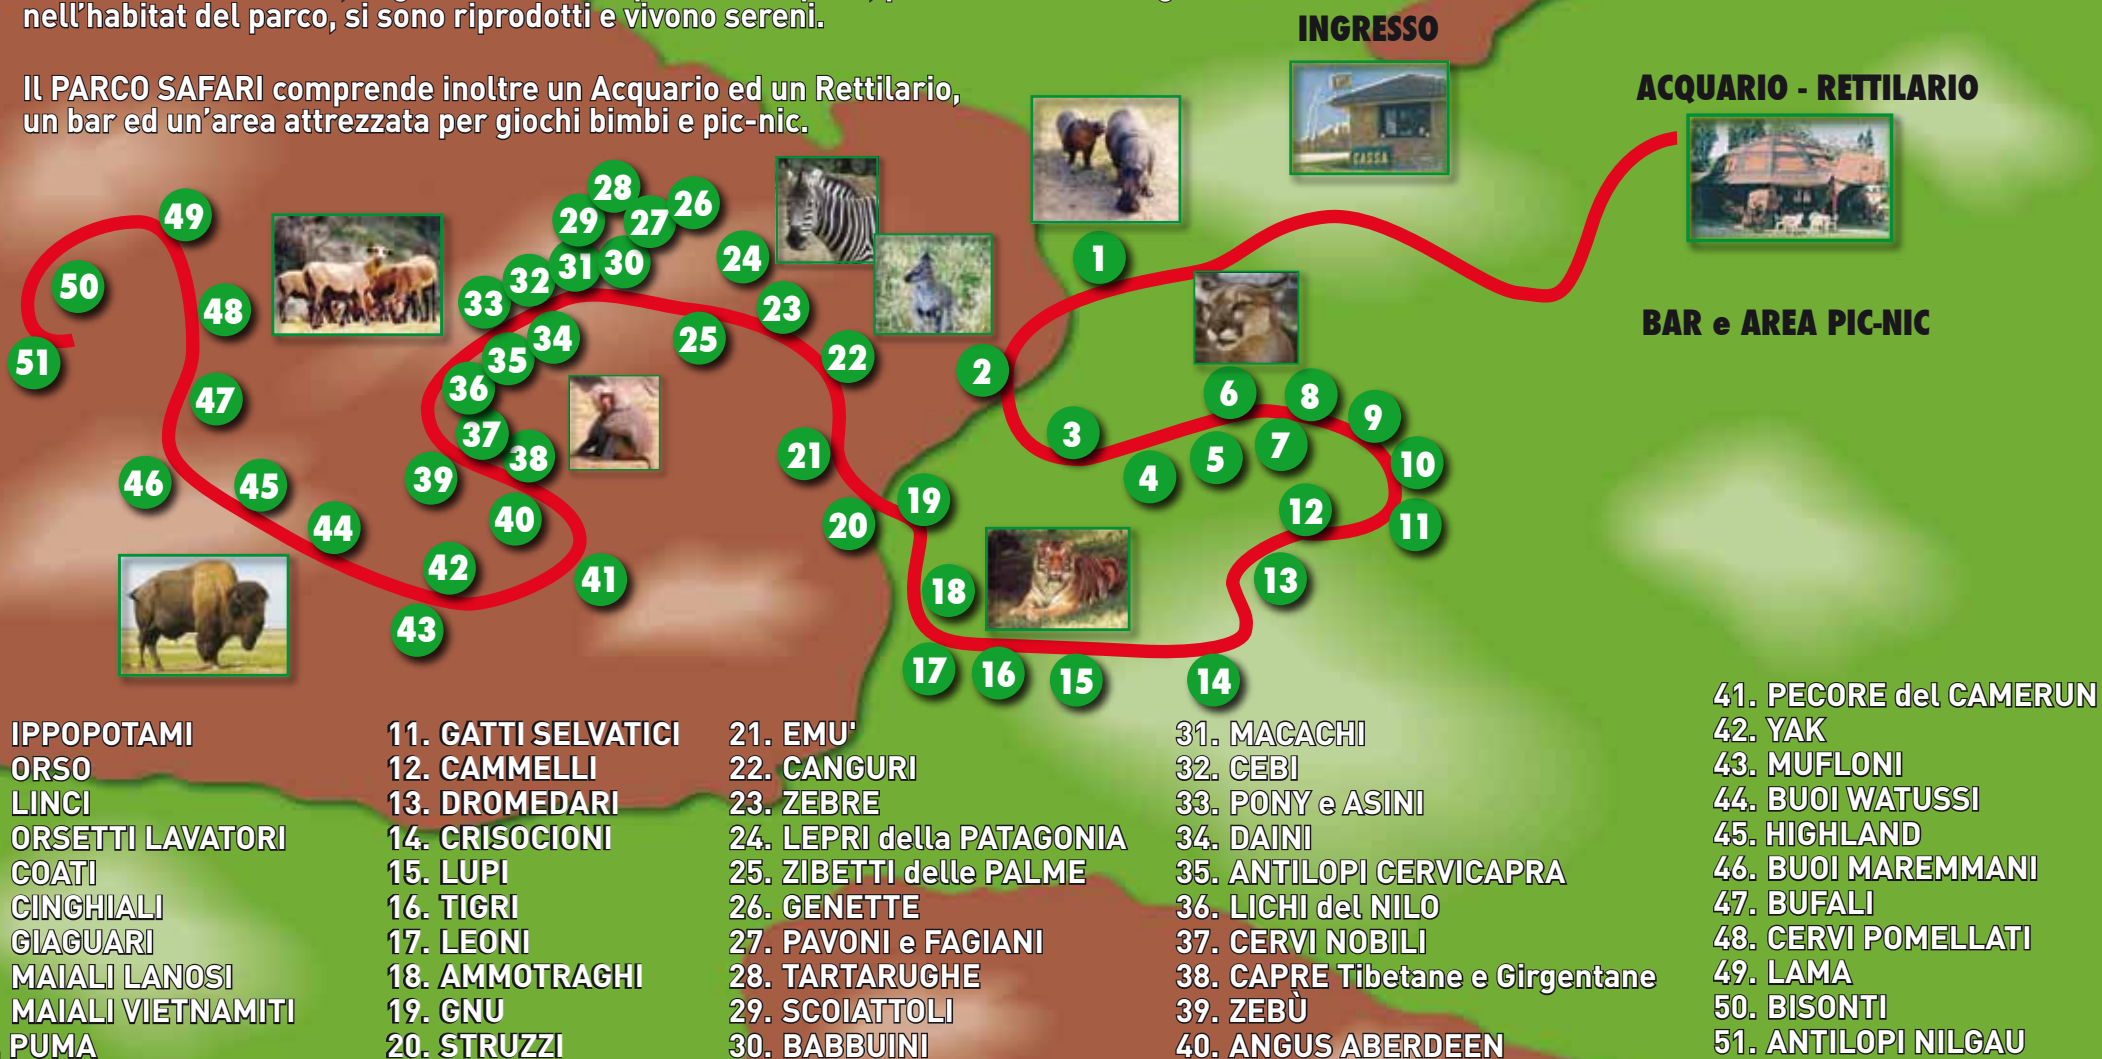 nell'habitat del parco, si sono riprodotti e vivono sereni.
Il PARCO SAFARI comprende inoltre un Acquario ed un Rettilario,
un bar ed un'area attrezzata per giochi bimbi e pic-nic.
INGRESSO
CASSA
ACQUARIO - RETTILARIO
BAR e AREA PIC-NIC
1
2
3
4
5
6
7
8
9
10
11
12
13
14
15
16
17
18
19
20
21
22
23
24
25
26
27
28
29
30
31
32
33
34
35
36
37
38
39
40
41
42
43
44
45
46
47
48
49
50
51
IPPOPOTAMI
ORSO
LINCI
ORSETTI LAVATORI
COATI
CINGHIALI
GIAGUARI
MAIALI LANOSI
MAIALI VIETNAMITI
PUMA
11. GATTI SELVATICI
12. CAMMELLI
13. DROMEDARI
14. CRISOCIONI
15. LUPI
16. TIGRI
17. LEONI
18. AMMOTRAGHI
19. GNU
20. STRUZZI
21. EMU'
22. CANGURI
23. ZEBRE
24. LEPRI della PATAGONIA
25. ZIBETTI delle PALME
26. GENETTE
27. PAVONI e FAGIANI
28. TARTARUGHE
29. SCOIATTOLI
30. BABBUINI
31. MACACHI
32. CEBI
33. PONY e ASINI
34. DAINI
35. ANTILOPI CERVICAPRA
36. LICHI del NILO
37. CERVI NOBILI
38. CAPRE Tibetane e Girgentane
39. ZEBÙ
40. ANGUS ABERDEEN
41. PECORE del CAMERUN
42. YAK
43. MUFLONI
44. BUOI WATUSSI
45. HIGHLAND
46. BUOI MAREMMANI
47. BUFALI
48. CERVI POMELLATI
49. LAMA
50. BISONTI
51. ANTILOPI NILGAU